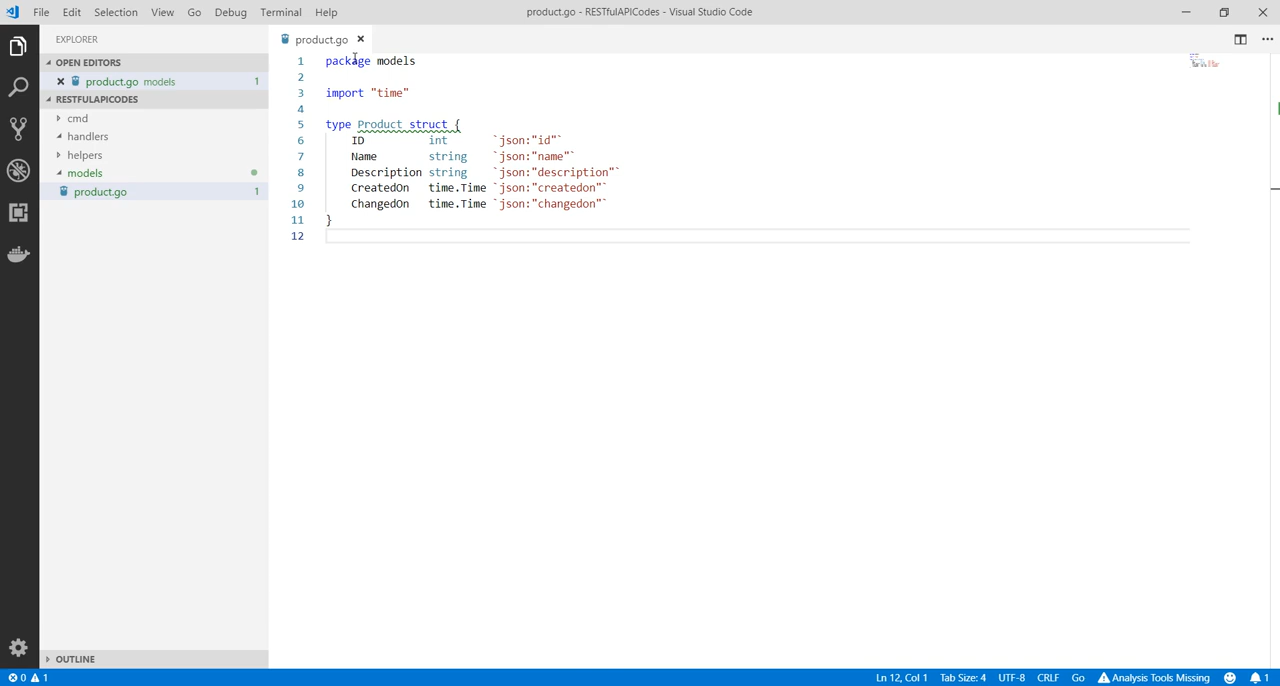 File Edit Selection View Go Debug Terminal Help
product.go - RESTfulAPICodes - Visual Studio Code
EXPLORER
OPEN EDITORS
product.go models 1
RESTFULAPICODES
cmd
handlers
helpers
models
product.go 1
OUTLINE
product.go
1 package models
2
3 import "time"
4
5 type Product struct {
6 ID int `json:"id"`
7 Name string `json:"name"`
8 Description string `json:"description"`
9 CreatedOn time.Time `json:"createdon"`
10 ChangedOn time.Time `json:"changedon"`
11 }
12
0 1
Ln 12, Col 1 Tab Size: 4 UTF-8 CRLF Go Analysis Tools Missing 1